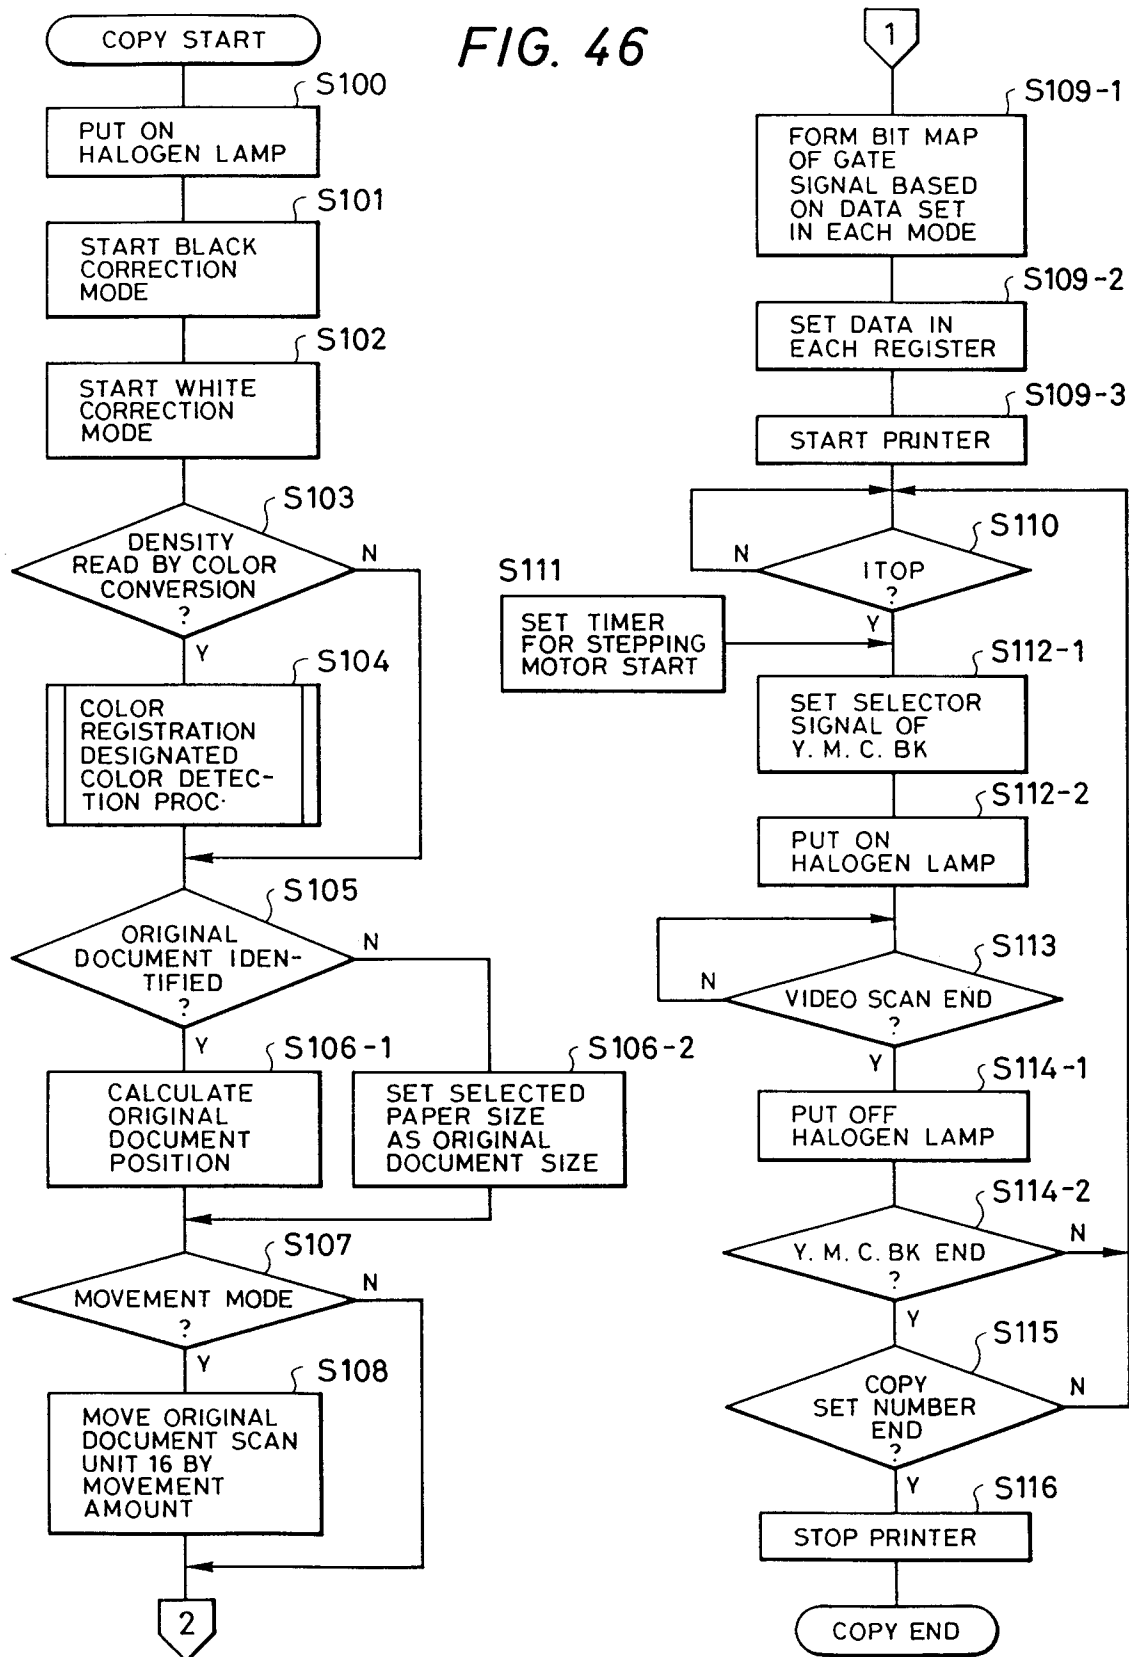 FIG. 46
COPY START
S100
PUT ON
HALOGEN LAMP
S101
START BLACK
CORRECTION
MODE
S102
START WHITE
CORRECTION
MODE
S103
DENSITY
READ BY COLOR
CONVERSION
?
N
Y
S104
COLOR
REGISTRATION
DESIGNATED
COLOR DETEC-
TION PROC.
S105
ORIGINAL
DOCUMENT IDEN-
TIFIED
?
N
Y
S106-1
CALCULATE
ORIGINAL
DOCUMENT
POSITION
S106-2
SET SELECTED
PAPER SIZE
AS ORIGINAL
DOCUMENT SIZE
S107
MOVEMENT MODE
?
N
Y
S108
MOVE ORIGINAL
DOCUMENT SCAN
UNIT 16 BY
MOVEMENT
AMOUNT
2
1
S109-1
FORM BIT MAP
OF GATE
SIGNAL BASED
ON DATA SET
IN EACH MODE
S109-2
SET DATA IN
EACH REGISTER
S109-3
START PRINTER
S110
ITOP
?
N
Y
S111
SET TIMER
FOR STEPPING
MOTOR START
S112-1
SET SELECTOR
SIGNAL OF
Y. M. C. BK
S112-2
PUT ON
HALOGEN LAMP
S113
VIDEO SCAN END
?
N
Y
S114-1
PUT OFF
HALOGEN LAMP
S114-2
Y. M. C. BK END
?
N
Y
S115
COPY
SET NUMBER
END
?
N
Y
S116
STOP PRINTER
COPY END